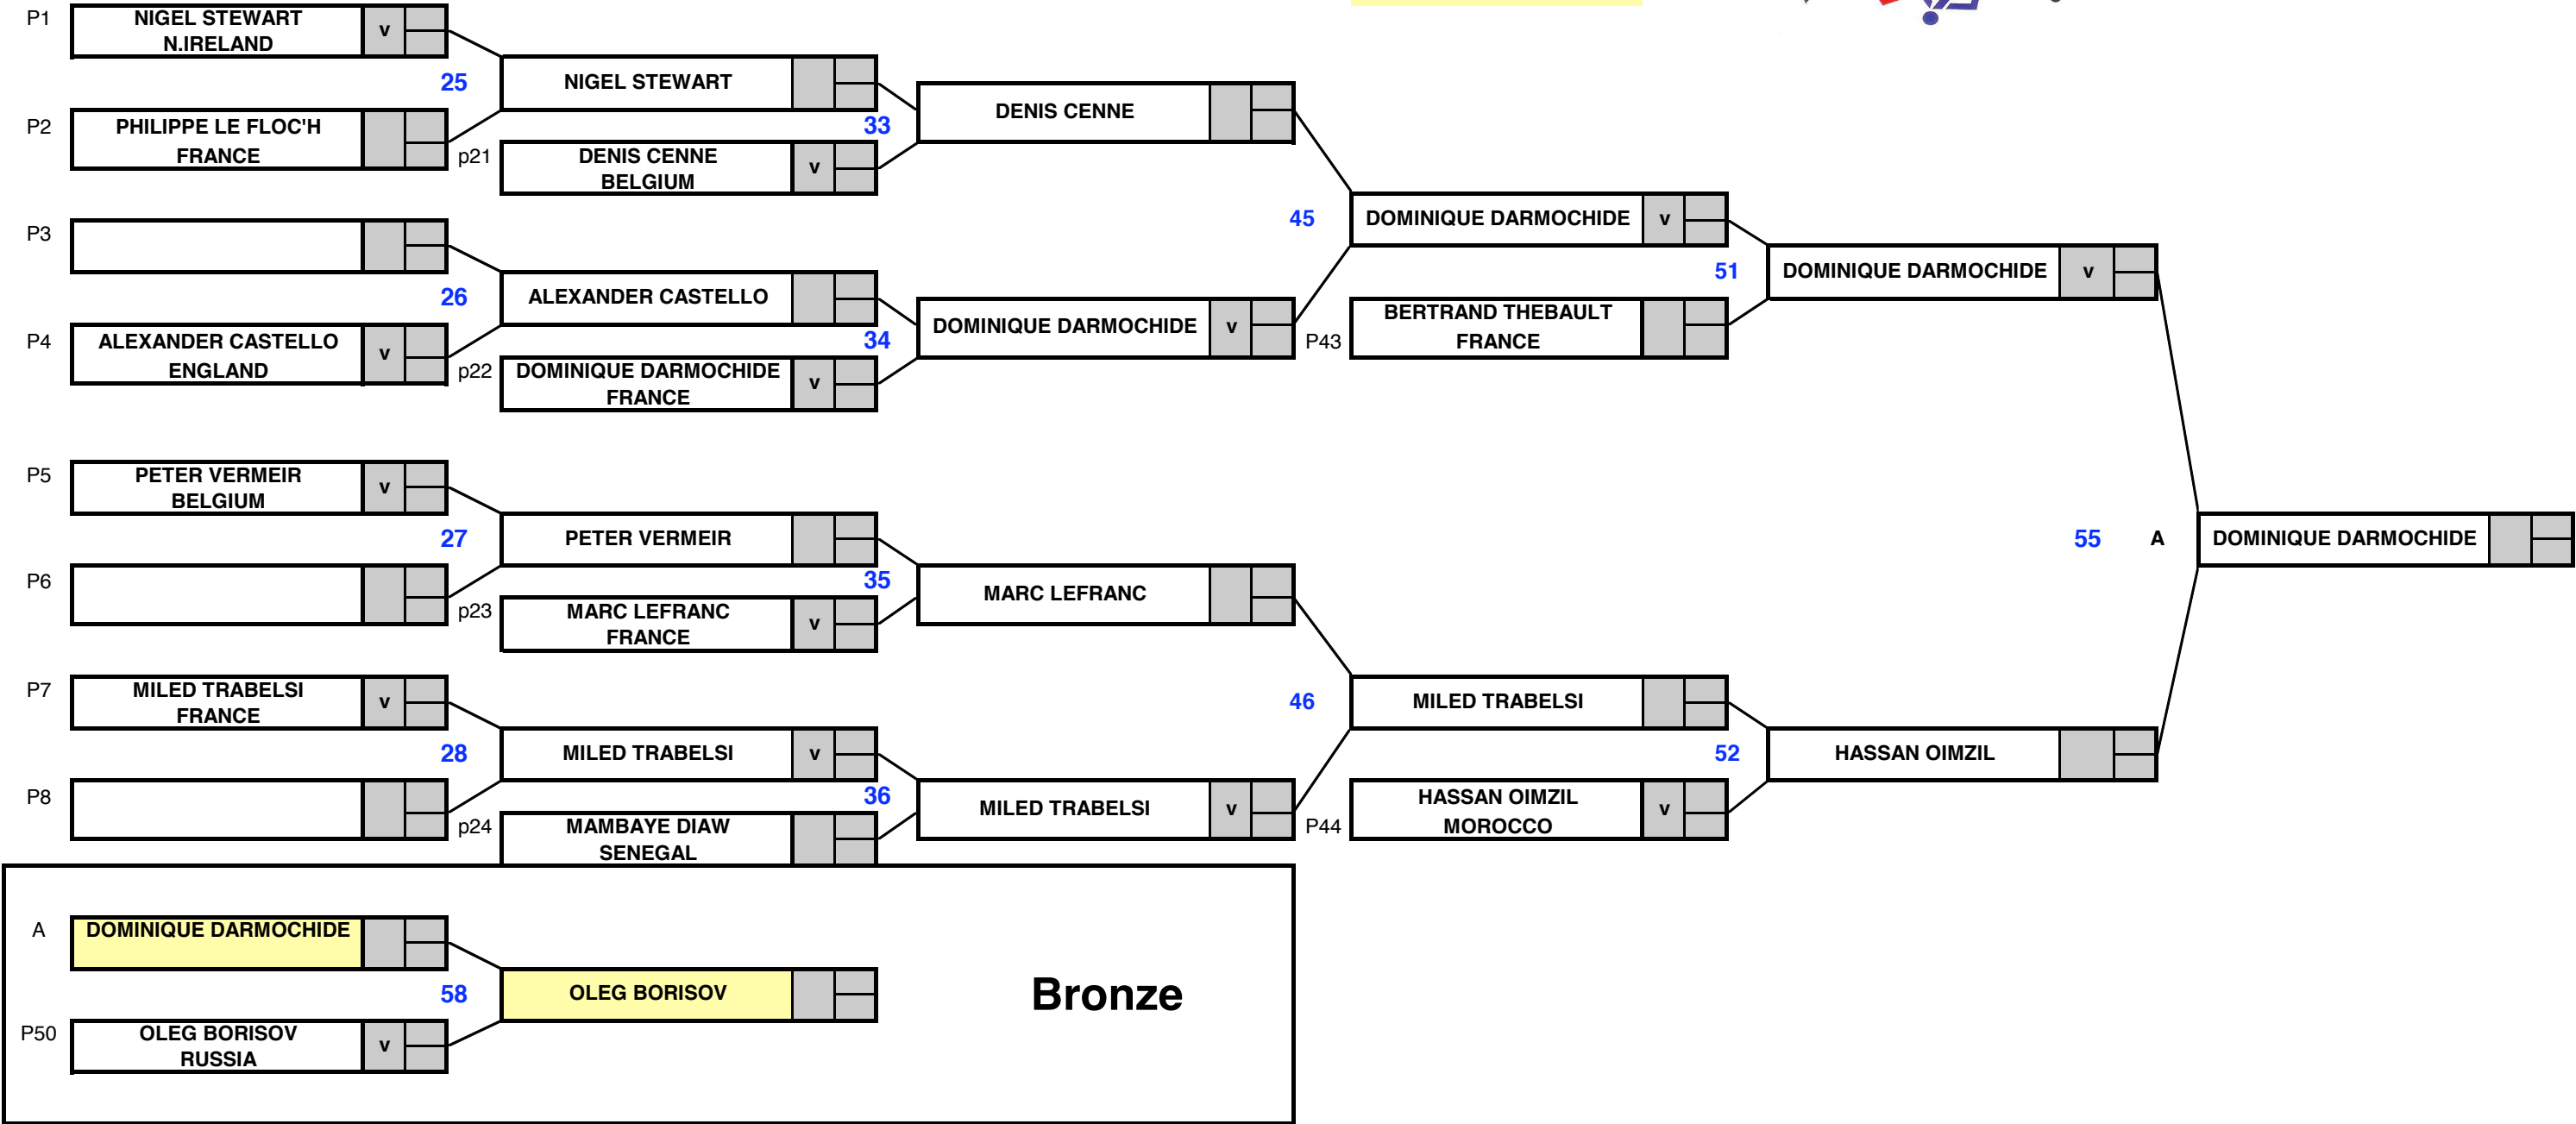 P1
NIGEL STEWART
N.IRELAND
v
25
NIGEL STEWART
P2
PHILIPPE LE FLOC'H
FRANCE
33
DENIS CENNE
p21
DENIS CENNE
BELGIUM
v
P3
26
ALEXANDER CASTELLO
P4
ALEXANDER CASTELLO
ENGLAND
v
34
DOMINIQUE DARMOCHIDE
v
p22
DOMINIQUE DARMOCHIDE
FRANCE
v
45
DOMINIQUE DARMOCHIDE
v
51
DOMINIQUE DARMOCHIDE
v
P43
BERTRAND THEBAULT
FRANCE
P5
PETER VERMEIR
BELGIUM
v
27
PETER VERMEIR
P6
35
MARC LEFRANC
p23
MARC LEFRANC
FRANCE
v
55
A
DOMINIQUE DARMOCHIDE
P7
MILED TRABELSI
FRANCE
v
28
MILED TRABELSI
v
P8
36
MILED TRABELSI
v
p24
MAMBAYE DIAW
SENEGAL
46
MILED TRABELSI
52
HASSAN OIMZIL
P44
HASSAN OIMZIL
MOROCCO
v
A
DOMINIQUE DARMOCHIDE
58
OLEG BORISOV
Bronze
P50
OLEG BORISOV
RUSSIA
v